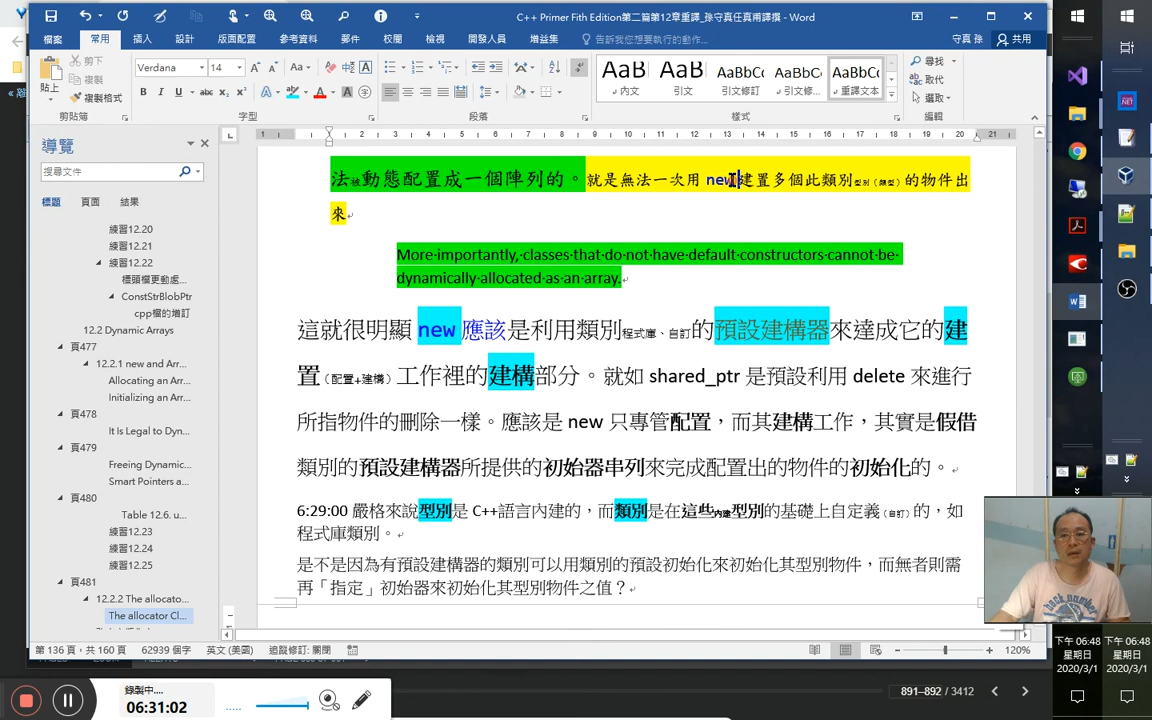 C++ Primer Fith Edition第二篇第12章重譯_孫守真任真甫譯撰 - Word
檔案 常用 插入 設計 版面配置 參考資料 郵件 校閱 檢視 開發人員 增益集 告訴我您想要執行的動作... 守真 孫 共用
貼上 剪下 複製 複製格式
Verdana 14
AaB 內文 AaB 引文 AaBbCc 引文修訂 AaBbCc 引文修... AaBbCc 重譯文本
尋找 取代 選取
剪貼簿 字型 段落 樣式 編輯
導覽
搜尋文件
標題 頁面 結果
練習12.20
練習12.21
練習12.22
標頭檔更動處...
ConstStrBlobPtr
cpp檔的增訂
12.2 Dynamic Arrays
頁477
12.2.1 new and Arr...
Allocating an Arr...
Initializing an Arr...
頁478
It Is Legal to Dyn...
頁479
Freeing Dynamic...
Smart Pointers a...
頁480
Table 12.6. u...
練習12.23
練習12.24
練習12.25
頁481
12.2.2 The allocato...
The allocator Cl...
法被動態配置成一個陣列的。就是無法一次用 new 建置多個此類別型別(類型)的物件出
來
More importantly, classes that do not have default constructors cannot be
dynamically allocated as an array.
這就很明顯 new 應該是利用類別程式庫、自訂的預設建構器來達成它的建
置(配置+建構)工作裡的建構部分。就如 shared_ptr 是預設利用 delete 來進行
所指物件的刪除一樣。應該是 new 只專管配置，而其建構工作，其實是假借
類別的預設建構器所提供的初始器串列來完成配置出的物件的初始化的。
6:29:00 嚴格來說型別是 C++語言內建的，而類別是在這些內建型別的基礎上自定義(自訂)的，如
程式庫類別。
是不是因為有預設建構器的類別可以用類別的預設初始化來初始化其型別物件，而無者則需
再「指定」初始器來初始化其型別物件之值？
第 136 頁，共 160 頁 62939 個字 英文 (美國) 追蹤修訂: 關閉 120%
錄製中....
06:31:02
891–892 / 3412
下午 06:48
星期日
2020/3/1
下午 06:48
星期日
2020/3/1